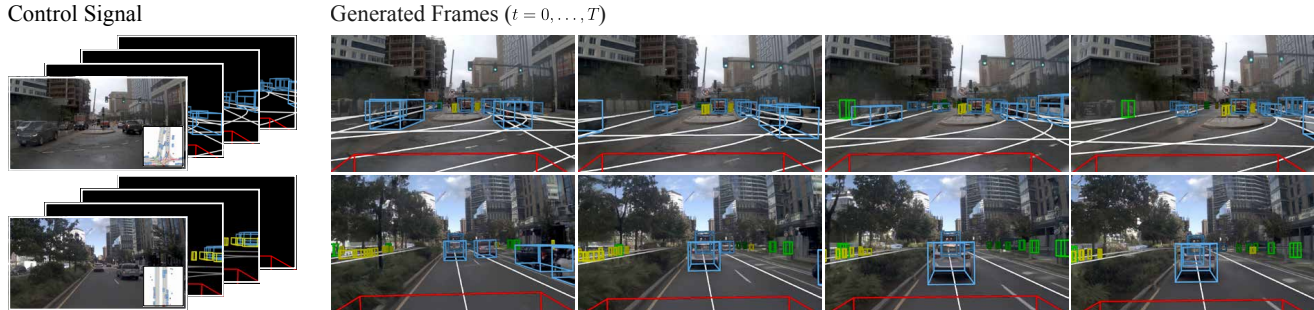 Control Signal
Generated Frames (t = 0, . . . , T)